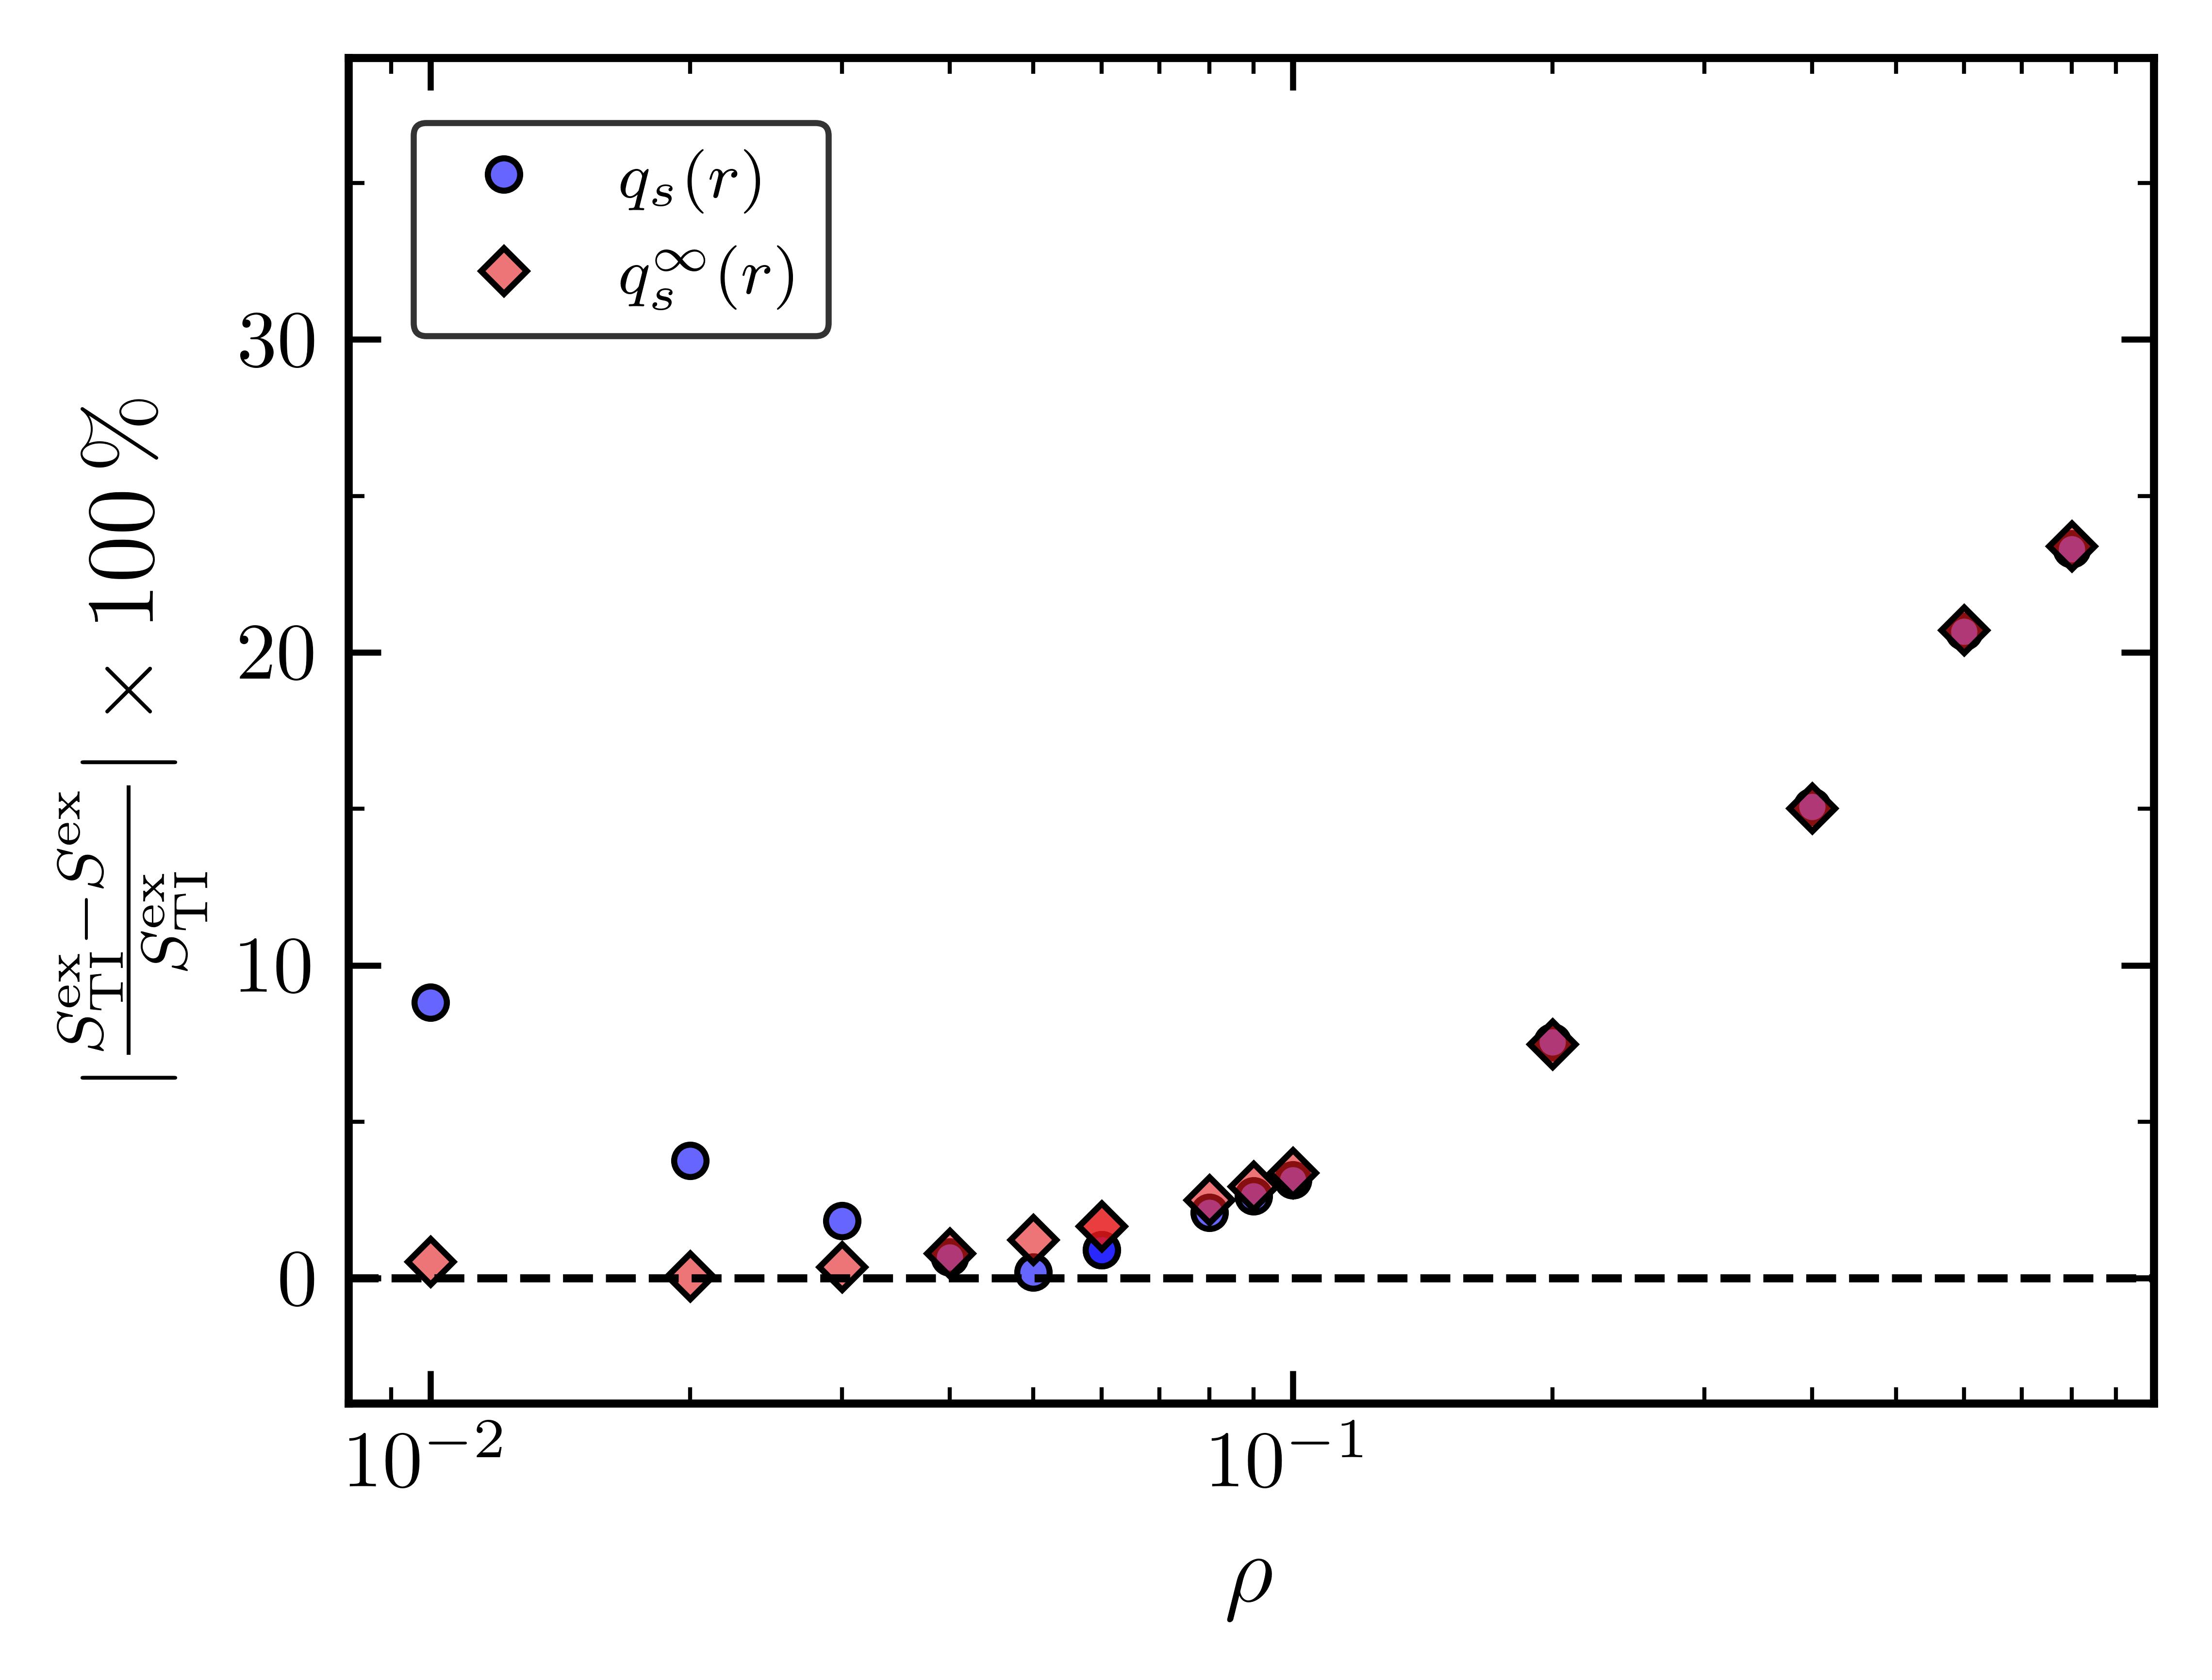 q_s(r)
q_s^∞(r)
30
20
10
0
|(S_TI^ex − S^ex)/S_TI^ex| × 100 %
10^−2
10^−1
ρ